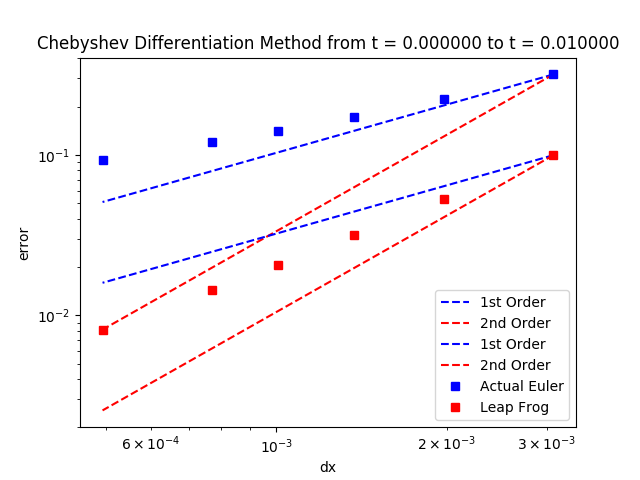 Chebyshev Differentiation Method from t = 0.000000 to t = 0.010000
error
10⁻¹
10⁻²
6 × 10⁻⁴
10⁻³
2 × 10⁻³
3 × 10⁻³
dx
1st Order
2nd Order
1st Order
2nd Order
Actual Euler
Leap Frog